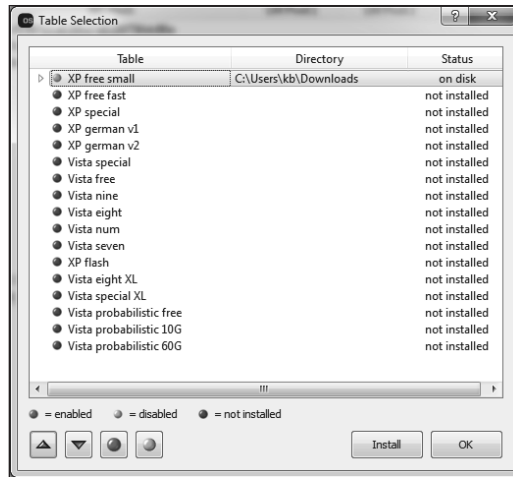 OS Table Selection
Table Directory Status
XP free small C:\Users\kb\Downloads on disk
XP free fast not installed
XP special not installed
XP german v1 not installed
XP german v2 not installed
Vista special not installed
Vista free not installed
Vista nine not installed
Vista eight not installed
Vista num not installed
Vista seven not installed
XP flash not installed
Vista eight XL not installed
Vista special XL not installed
Vista probabilistic free not installed
Vista probabilistic 10G not installed
Vista probabilistic 60G not installed
= enabled = disabled = not installed
Install OK